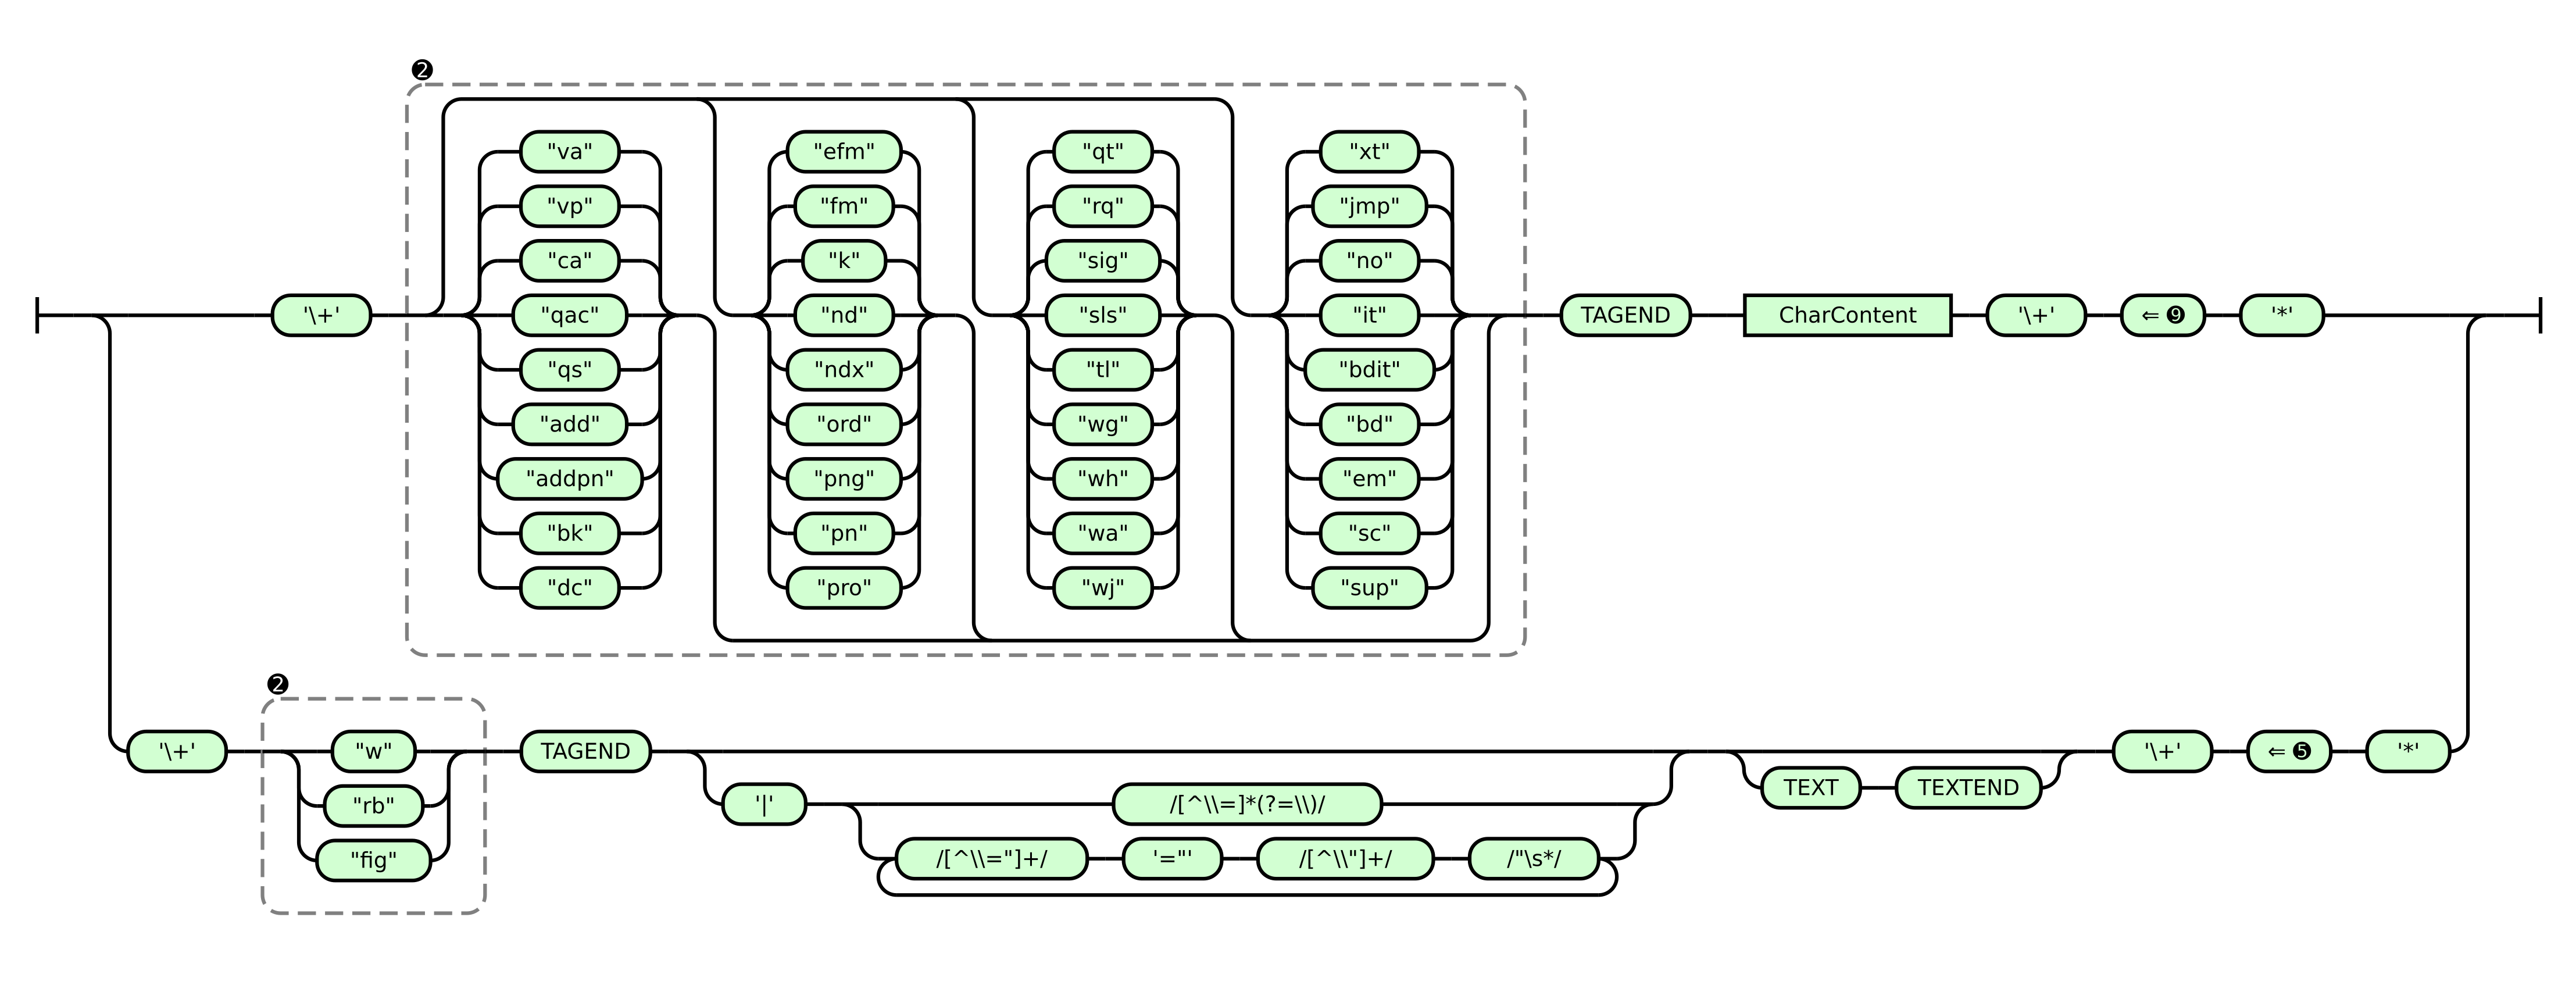 ❷
"va" "efm" "qt" "xt"
"vp" "fm" "rq" "jmp"
"ca" "k" "sig" "no"
'\+' "qac" "nd" "sls" "it" TAGEND CharContent '\+' ⇐ ❾ '*'
"qs" "ndx" "tl" "bdit"
"add" "ord" "wg" "bd"
"addpn" "png" "wh" "em"
"bk" "pn" "wa" "sc"
"dc" "pro" "wj" "sup"
❷
'\+' "w" TAGEND '\+' ⇐ ❺ '*'
TEXT TEXTEND
"rb" '|' /[^\\=]*(?=\\)/
"fig" /[^\\="]+/ '="' /[^\\"]+/ /"\s*/